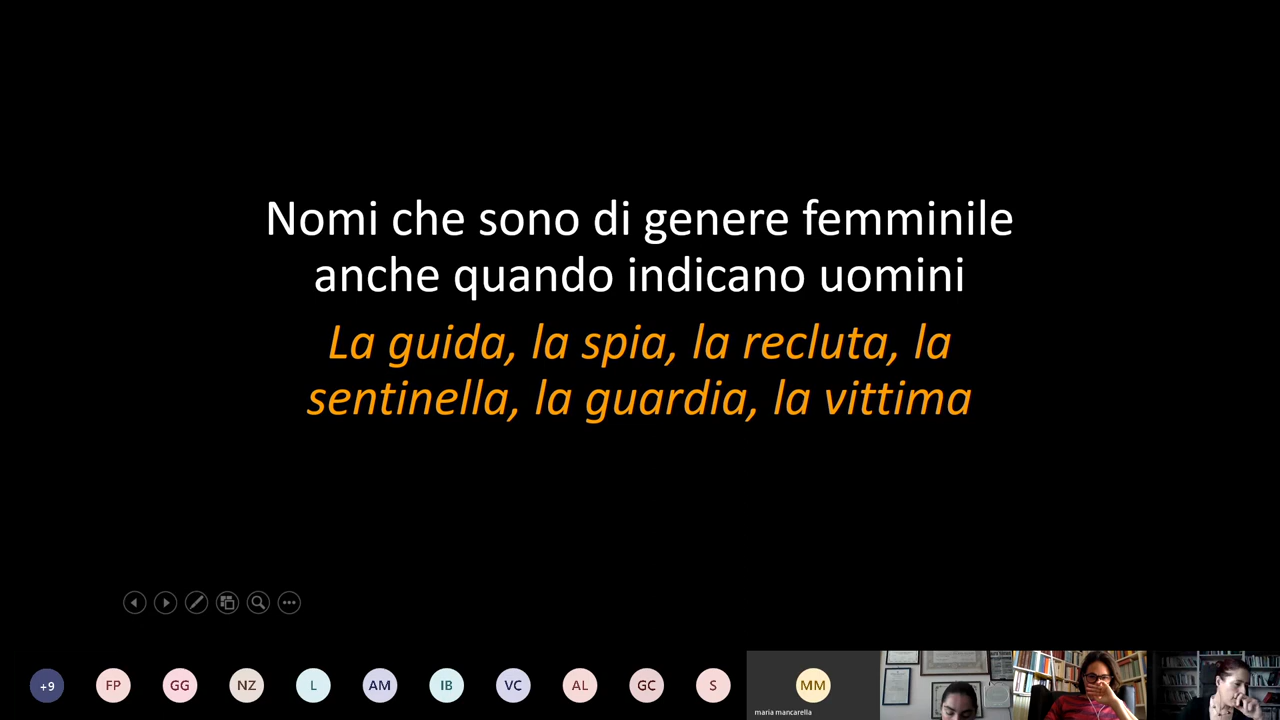 Nomi che sono di genere femminile
anche quando indicano uomini
La guida, la spia, la recluta, la
sentinella, la guardia, la vittima
+9 FP GG NZ L AM IB VC AL GC S MM
maria mancarella